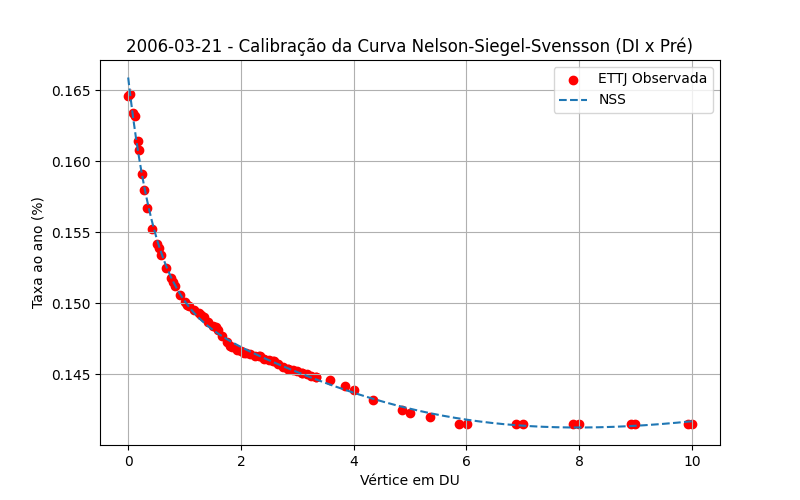 2006-03-21 - Calibração da Curva Nelson-Siegel-Svensson (DI x Pré)
ETTJ Observada
NSS
Taxa ao ano (%)
0.165
0.160
0.155
0.150
0.145
0 2 4 6 8 10
Vértice em DU